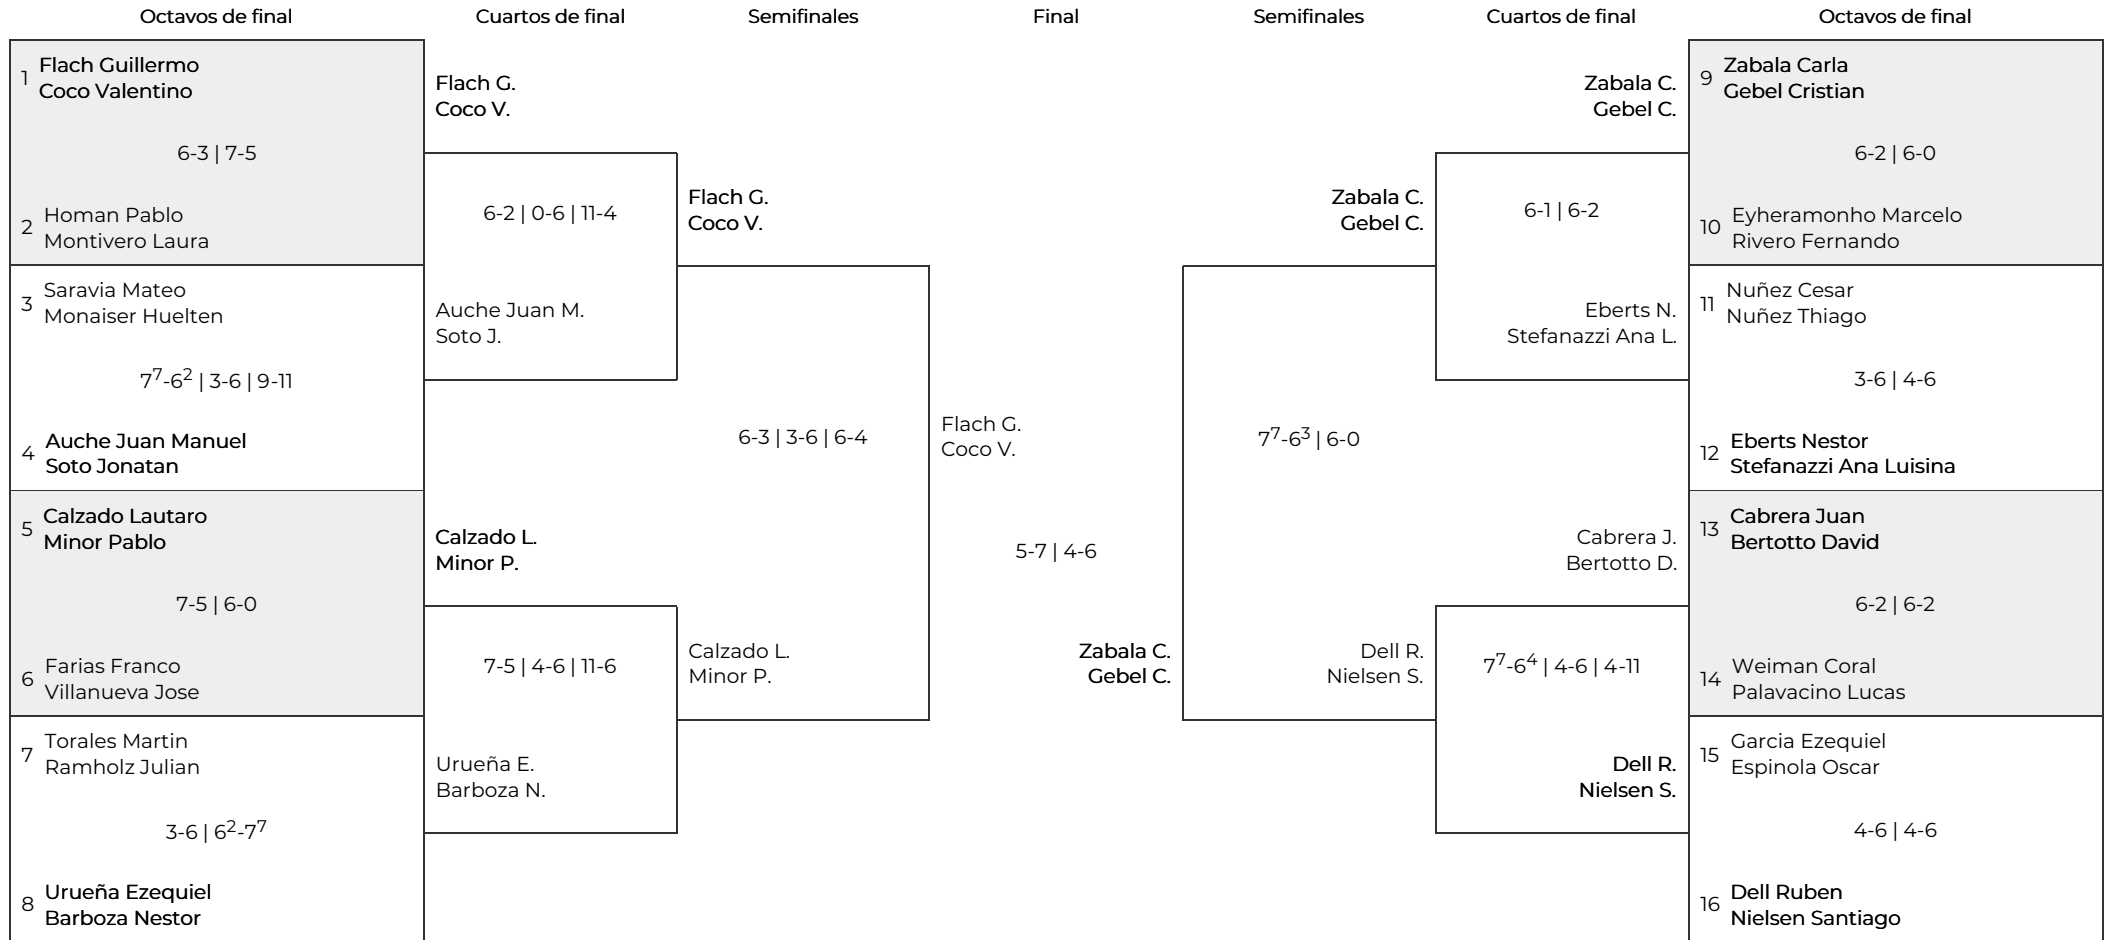 Octavos de final
Cuartos de final
Semifinales
Final
Semifinales
Cuartos de final
Octavos de final
1
Flach Guillermo
Coco Valentino
6-3 | 7-5
2
Homan Pablo
Montivero Laura
3
Saravia Mateo
Monaiser Huelten
7⁷-6² | 3-6 | 9-11
4
Auche Juan Manuel
Soto Jonatan
5
Calzado Lautaro
Minor Pablo
7-5 | 6-0
6
Farias Franco
Villanueva Jose
7
Torales Martin
Ramholz Julian
3-6 | 6²-7⁷
8
Urueña Ezequiel
Barboza Nestor
Flach G.
Coco V.
6-2 | 0-6 | 11-4
Auche Juan M.
Soto J.
Calzado L.
Minor P.
7-5 | 4-6 | 11-6
Urueña E.
Barboza N.
Flach G.
Coco V.
6-3 | 3-6 | 6-4
Calzado L.
Minor P.
Flach G.
Coco V.
5-7 | 4-6
Zabala C.
Gebel C.
Zabala C.
Gebel C.
7⁷-6³ | 6-0
Dell R.
Nielsen S.
Zabala C.
Gebel C.
6-1 | 6-2
Eberts N.
Stefanazzi Ana L.
Cabrera J.
Bertotto D.
7⁷-6⁴ | 4-6 | 4-11
Dell R.
Nielsen S.
9
Zabala Carla
Gebel Cristian
6-2 | 6-0
10
Eyheramonho Marcelo
Rivero Fernando
11
Nuñez Cesar
Nuñez Thiago
3-6 | 4-6
12
Eberts Nestor
Stefanazzi Ana Luisina
13
Cabrera Juan
Bertotto David
6-2 | 6-2
14
Weiman Coral
Palavacino Lucas
15
Garcia Ezequiel
Espinola Oscar
4-6 | 4-6
16
Dell Ruben
Nielsen Santiago